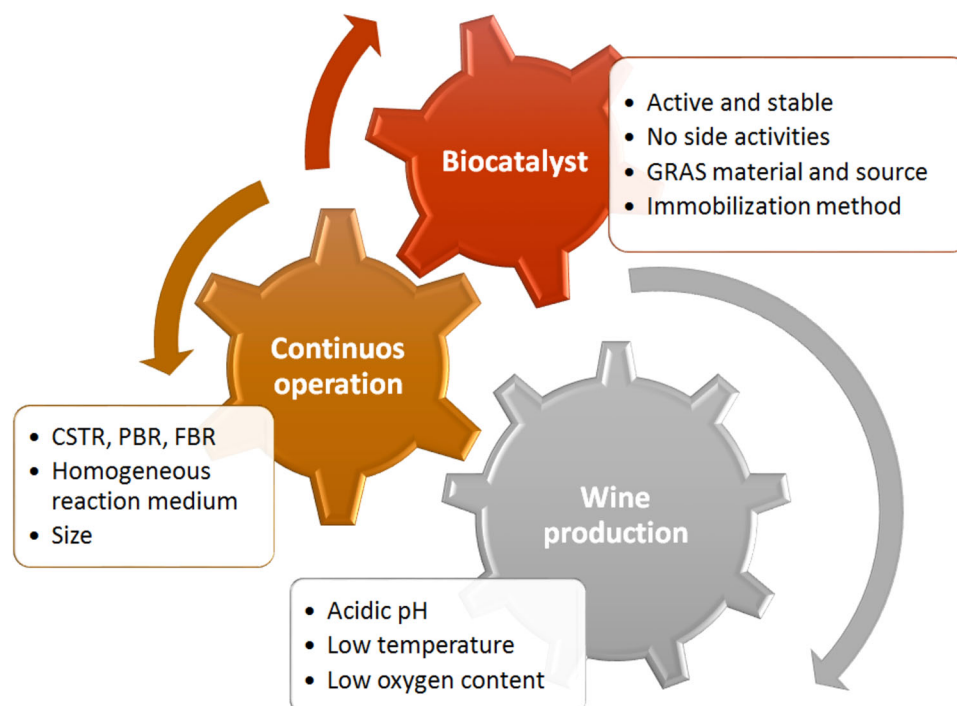 Biocatalyst
• Active and stable
• No side activities
• GRAS material and source
• Immobilization method
Continuos
operation
• CSTR, PBR, FBR
• Homogeneous
reaction medium
• Size
Wine
production
• Acidic pH
• Low temperature
• Low oxygen content